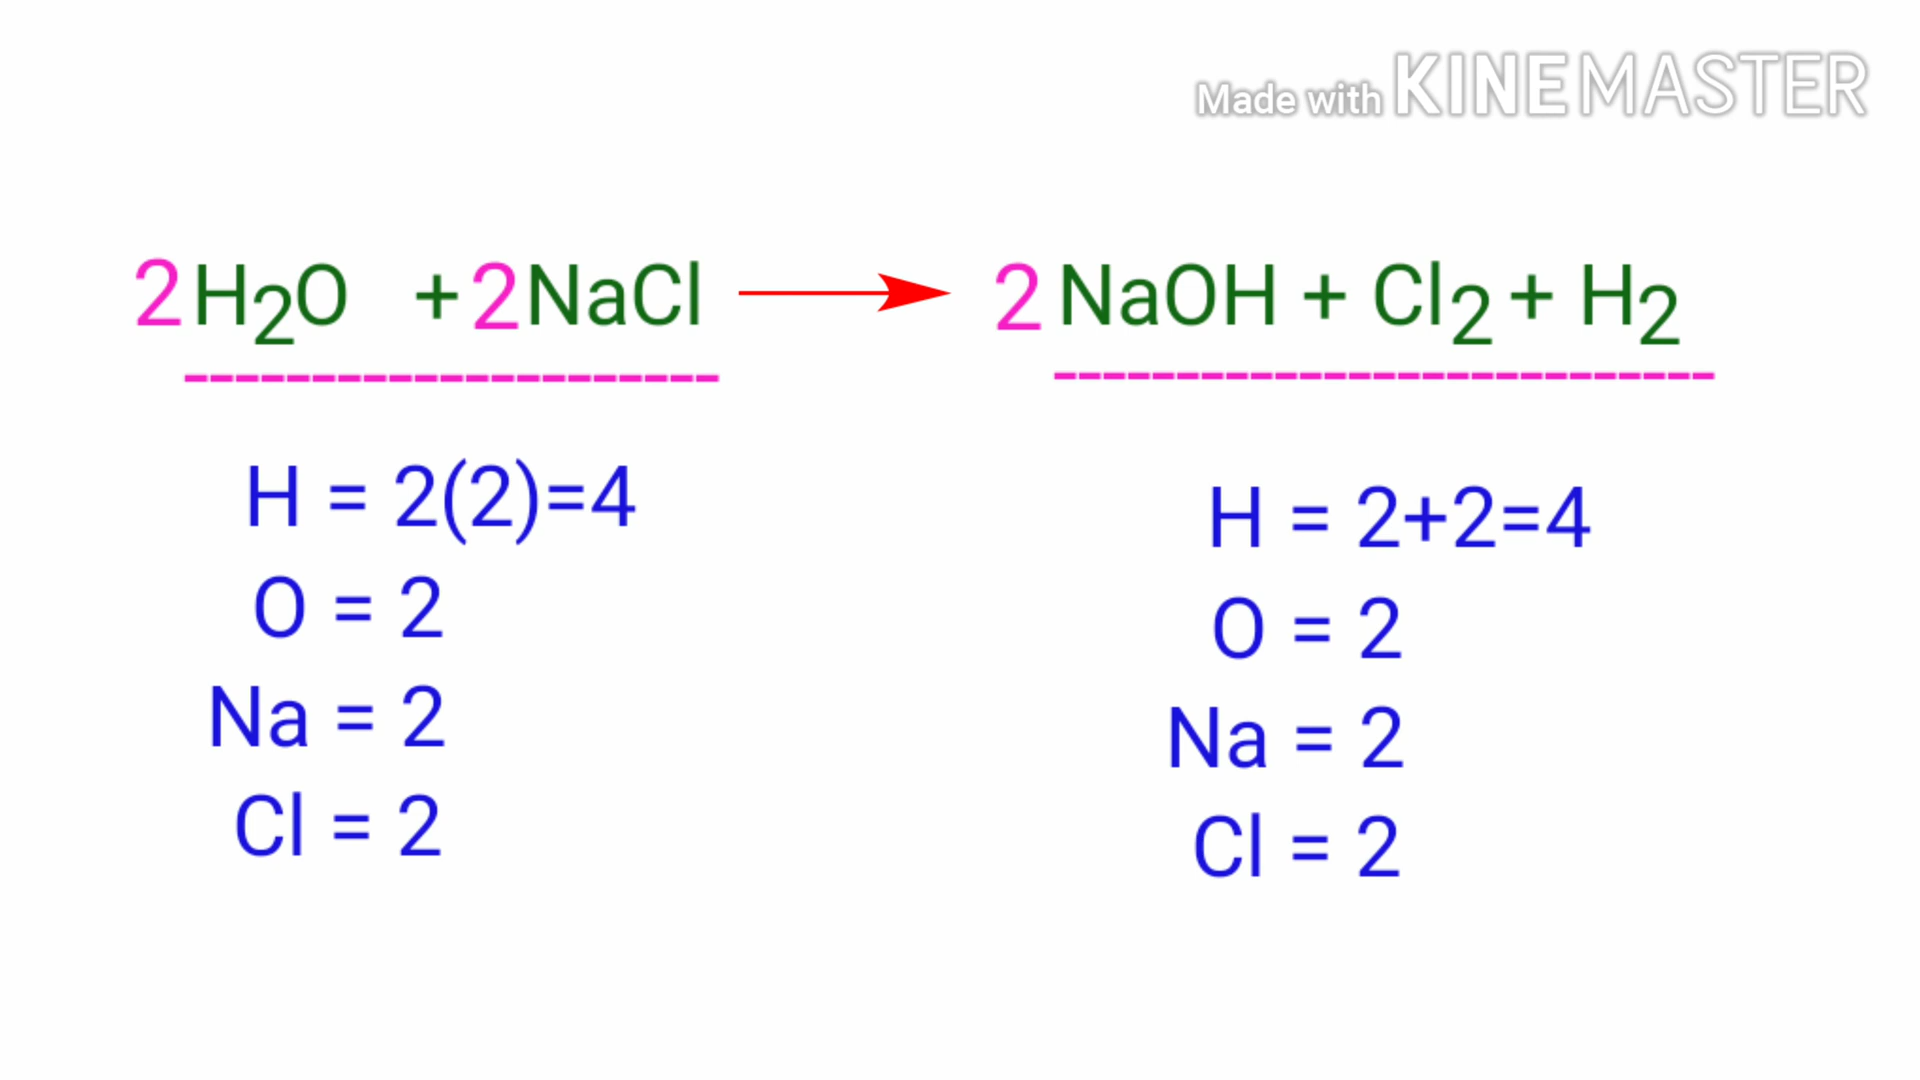 Made with KINEMASTER
2H₂O + 2NaCl → 2NaOH + Cl₂ + H₂
H = 2(2)=4
O = 2
Na = 2
Cl = 2
H = 2+2=4
O = 2
Na = 2
Cl = 2